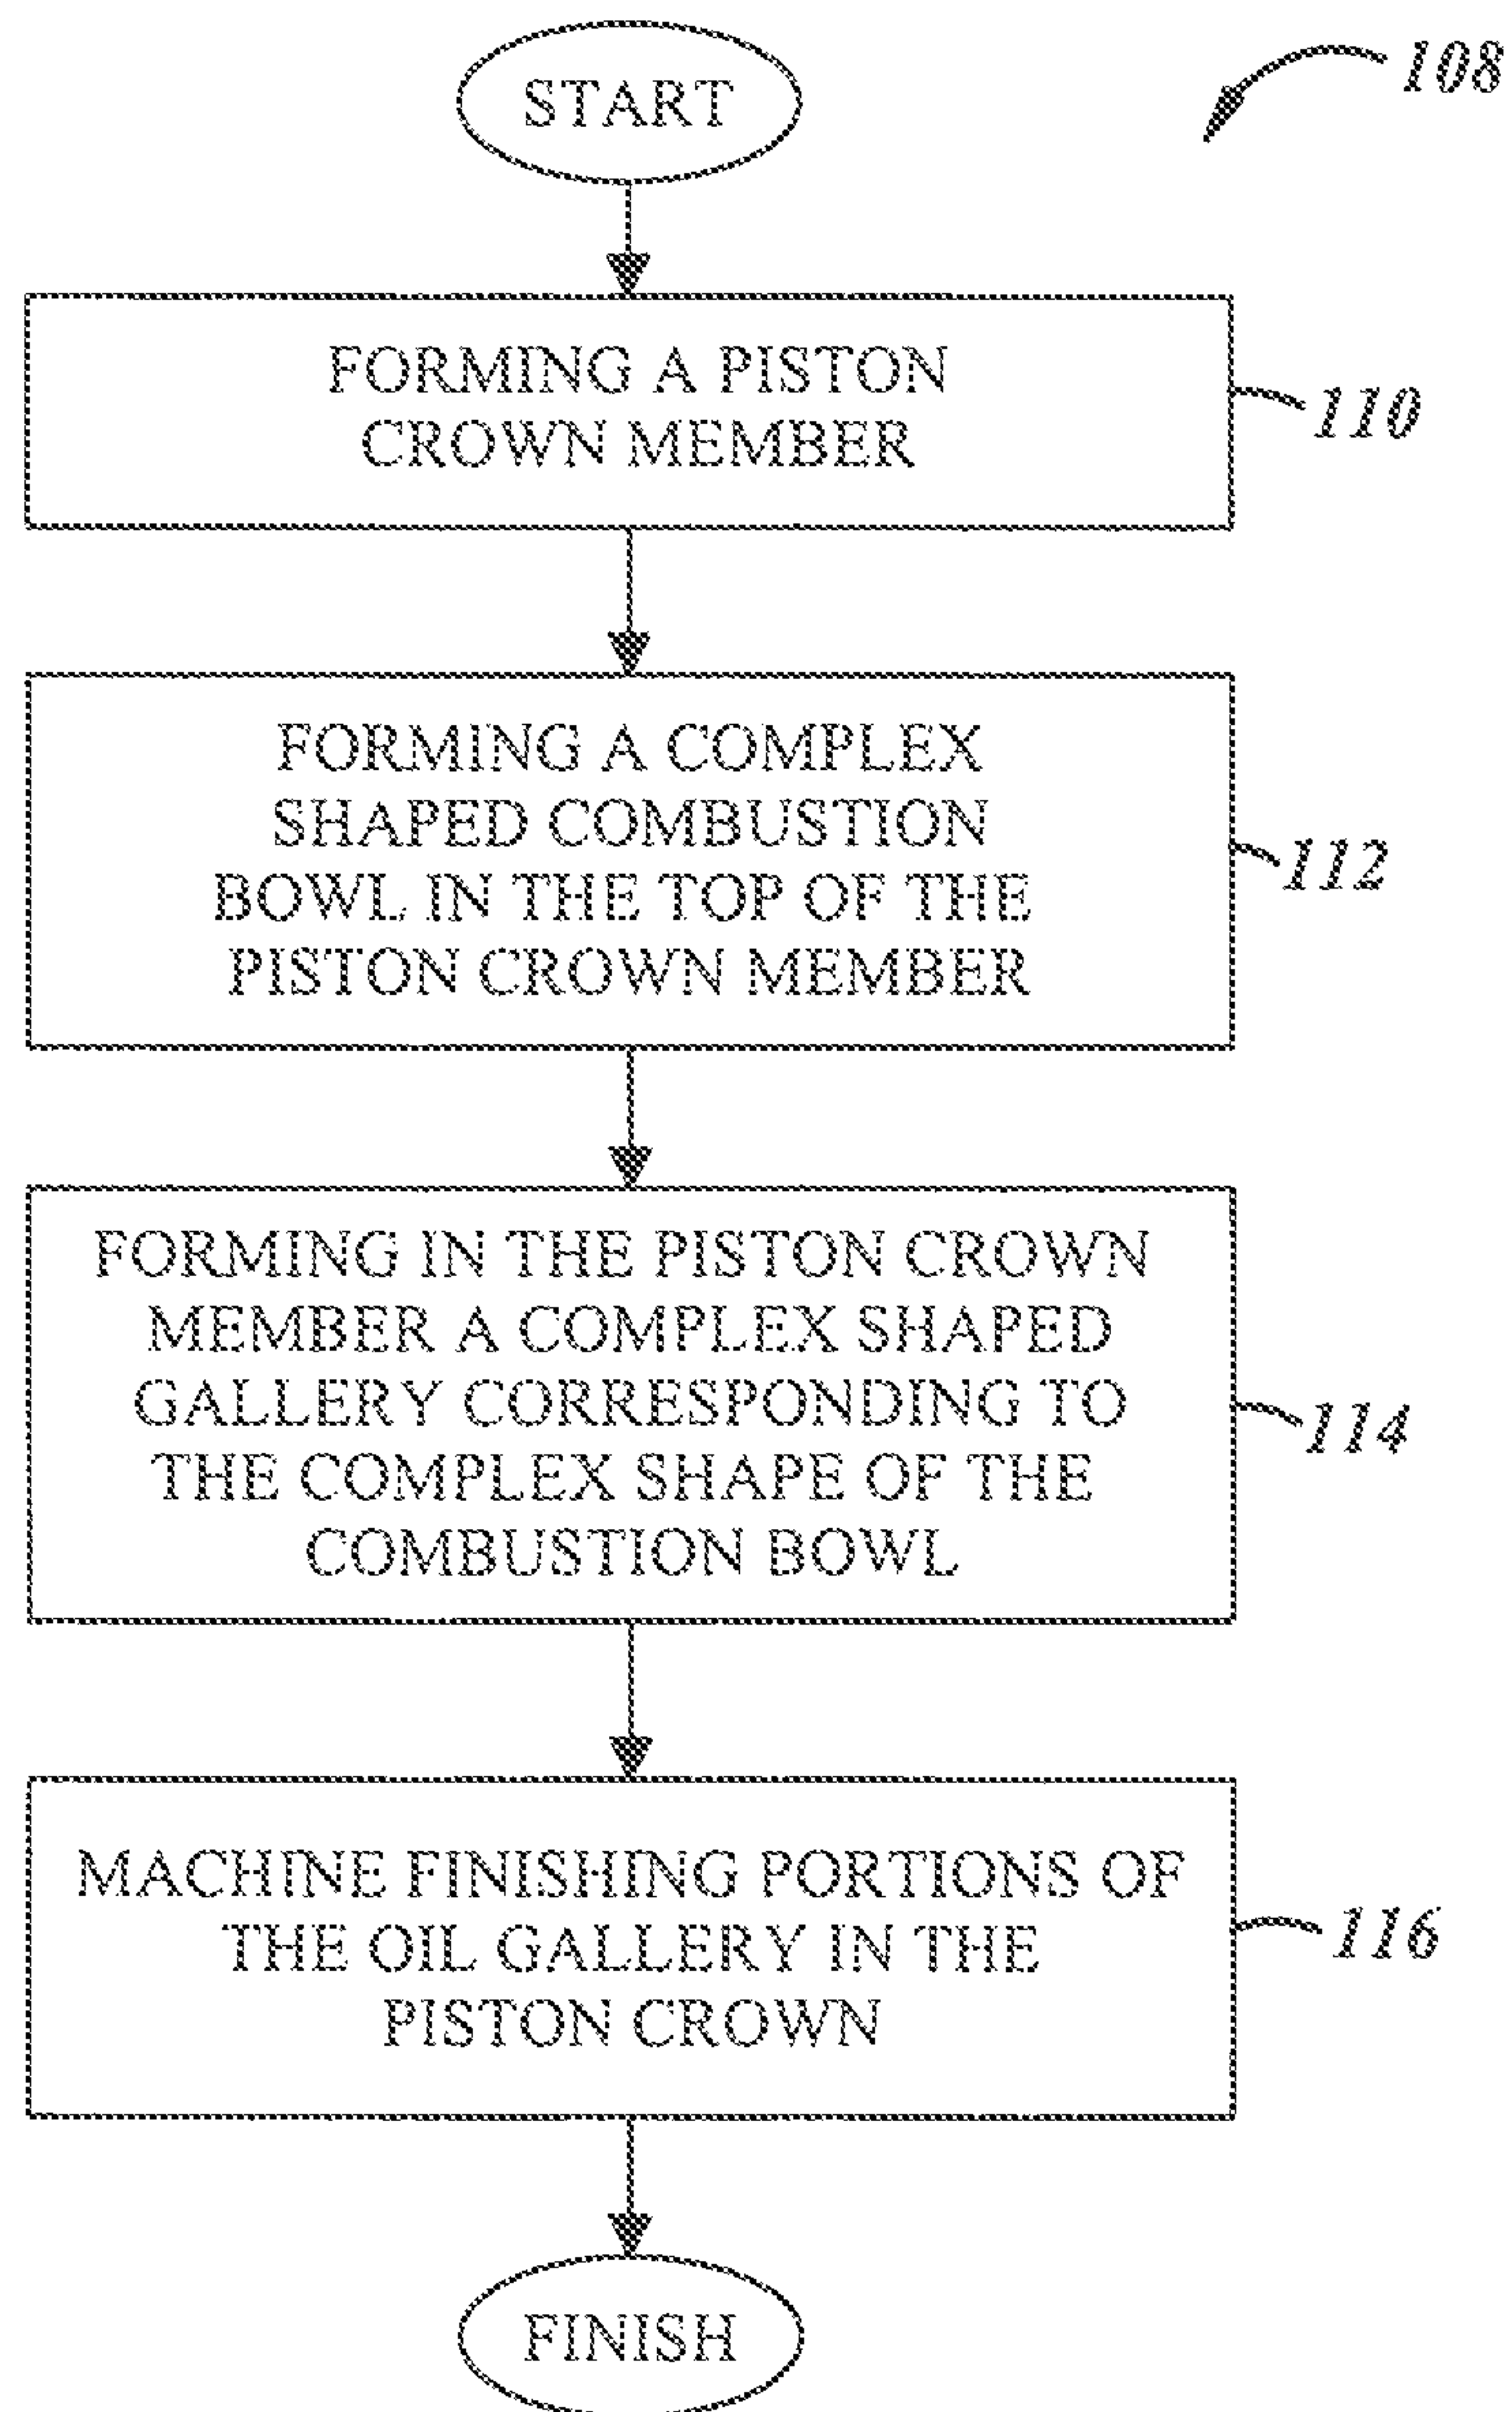 START
108
FORMING A PISTON
CROWN MEMBER
110
FORMING A COMPLEX
SHAPED COMBUSTION
BOWL IN THE TOP OF THE
PISTON CROWN MEMBER
112
FORMING IN THE PISTON CROWN
MEMBER A COMPLEX SHAPED
GALLERY CORRESPONDING TO
THE COMPLEX SHAPE OF THE
COMBUSTION BOWL
114
MACHINE FINISHING PORTIONS OF
THE OIL GALLERY IN THE
PISTON CROWN
116
FINISH